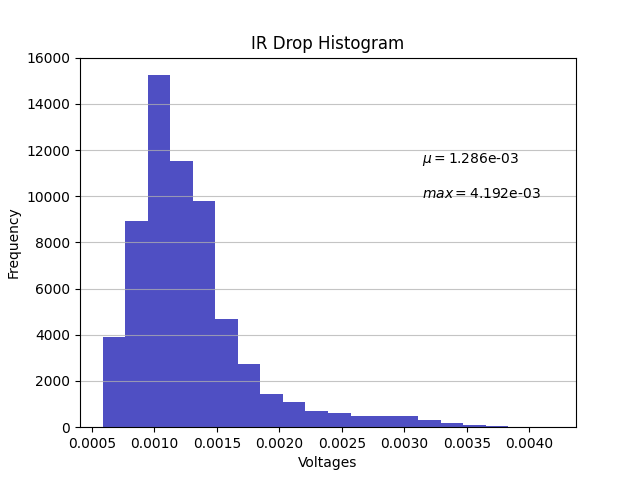 IR Drop Histogram
16000
14000
12000
10000
8000
6000
4000
2000
0
Frequency
μ = 1.286e-03
max = 4.192e-03
0.0005 0.0010 0.0015 0.0020 0.0025 0.0030 0.0035 0.0040
Voltages